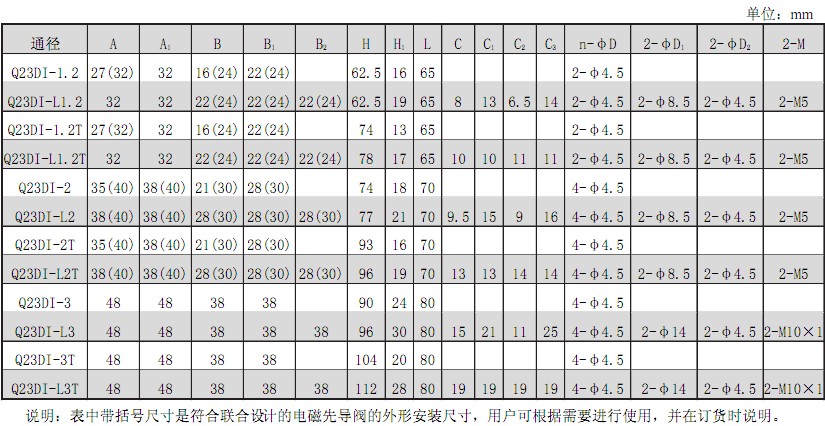 单位：mm
通径 A A₁ B B₁ B₂ H H₁ L C C₁ C₂ C₃ n-φD 2-φD₁ 2-φD₂ 2-M
Q23DI-1.2 27(32) 32 16(24) 22(24) 62.5 16 65 2-φ4.5
Q23DI-L1.2 32 32 22(24) 22(24) 22(24) 62.5 19 65 8 13 6.5 14 2-φ4.5 2-φ8.5 2-φ4.5 2-M5
Q23DI-1.2T 27(32) 32 16(24) 22(24) 74 13 65 2-φ4.5
Q23DI-L1.2T 32 32 22(24) 22(24) 22(24) 78 17 65 10 10 11 11 2-φ4.5 2-φ8.5 2-φ4.5 2-M5
Q23DI-2 35(40) 38(40) 21(30) 28(30) 74 18 70 4-φ4.5
Q23DI-L2 38(40) 38(40) 28(30) 28(30) 28(30) 77 21 70 9.5 15 9 16 4-φ4.5 2-φ8.5 2-φ4.5 2-M5
Q23DI-2T 35(40) 38(40) 21(30) 28(30) 93 16 70 4-φ4.5
Q23DI-L2T 38(40) 38(40) 28(30) 28(30) 28(30) 96 19 70 13 13 14 14 4-φ4.5 2-φ8.5 2-φ4.5 2-M5
Q23DI-3 48 48 38 38 90 24 80 4-φ4.5
Q23DI-L3 48 48 38 38 38 96 30 80 15 21 11 25 4-φ4.5 2-φ14 2-φ4.5 2-M10×1
Q23DI-3T 48 48 38 38 104 20 80 4-φ4.5
Q23DI-L3T 48 48 38 38 38 112 28 80 19 19 19 19 4-φ4.5 2-φ14 2-φ4.5 2-M10×1
说明：表中带括号尺寸是符合联合设计的电磁先导阀的外形安装尺寸，用户可根据需要进行使用，并在订货时说明。